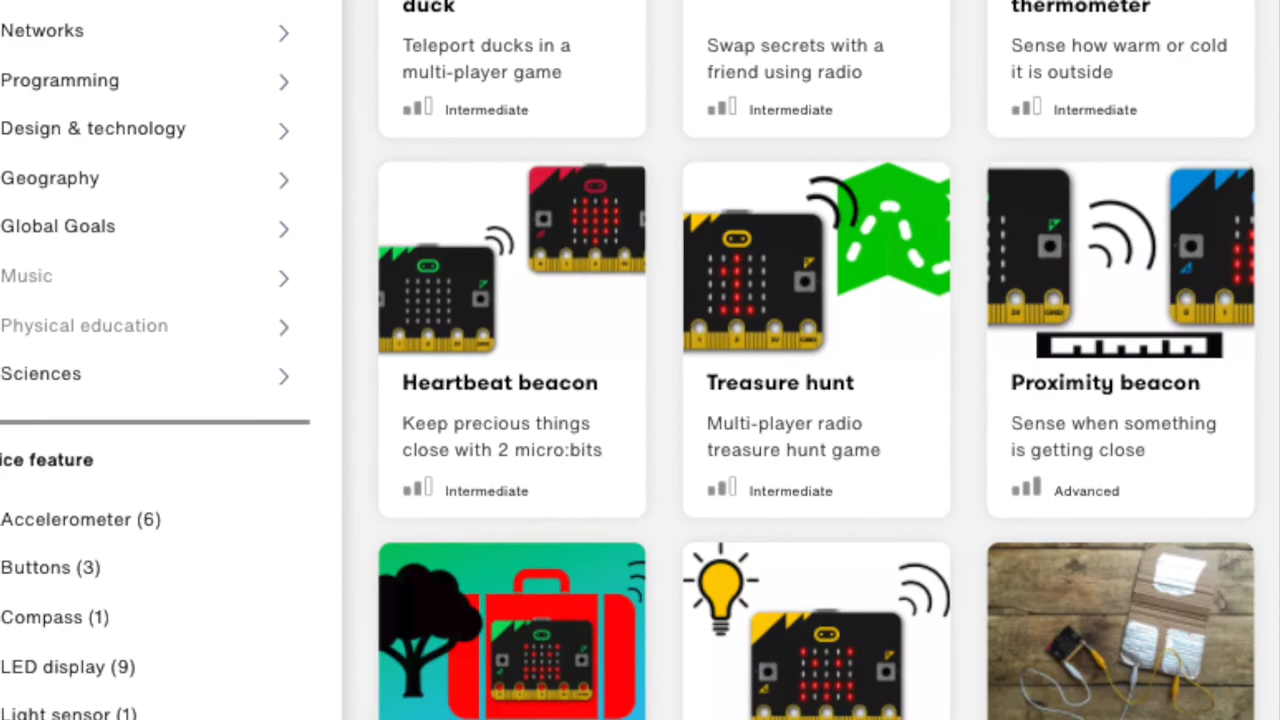 Networks
Programming
Design & technology
Geography
Global Goals
Music
Physical education
Sciences
ice feature
Accelerometer (6)
Buttons (3)
Compass (1)
LED display (9)
Light sensor (1)
duck
Teleport ducks in a
multi-player game
Intermediate
Swap secrets with a
friend using radio
Intermediate
thermometer
Sense how warm or cold
it is outside
Intermediate
Heartbeat beacon
Keep precious things
close with 2 micro:bits
Intermediate
Treasure hunt
Multi-player radio
treasure hunt game
Intermediate
Proximity beacon
Sense when something
is getting close
Advanced